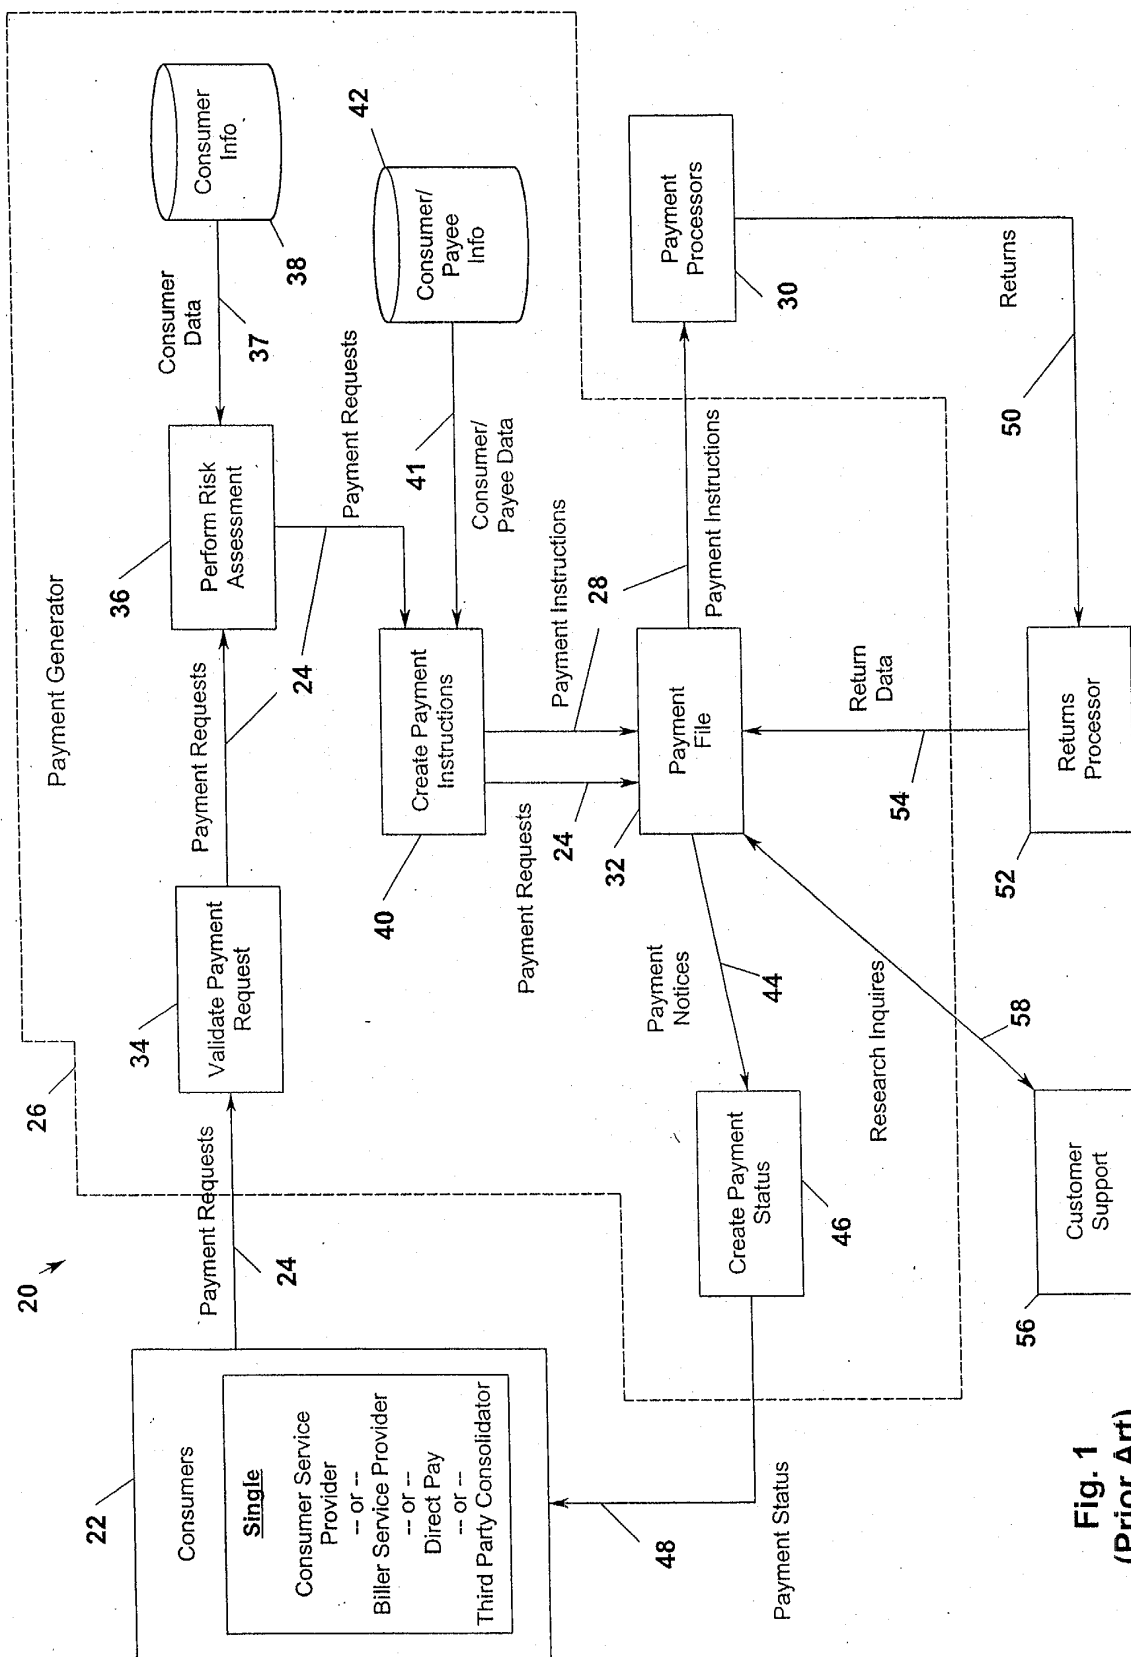 20
22
Consumers
Single
Consumer Service
Provider
-- or --
Biller Service Provider
-- or --
Direct Pay
-- or --
Third Party Consolidator
Payment Requests
24
26
Payment Generator
34
Validate Payment
Request
Payment Requests
24
36
Perform Risk
Assessment
Consumer
Data
37
Consumer
Info
38
Payment Requests
24
40
Create Payment
Instructions
Consumer/
Payee Data
41
Consumer/
Payee
Info
42
Payment Requests
24
Payment Instructions
28
32
Payment
File
Payment Instructions
Payment
Processors
30
Payment
Notices
44
Create Payment
Status
46
Payment Status
48
Returns
50
Return
Data
54
Returns
Processor
52
Research Inquires
58
Customer
Support
56
Fig. 1
(Prior Art)